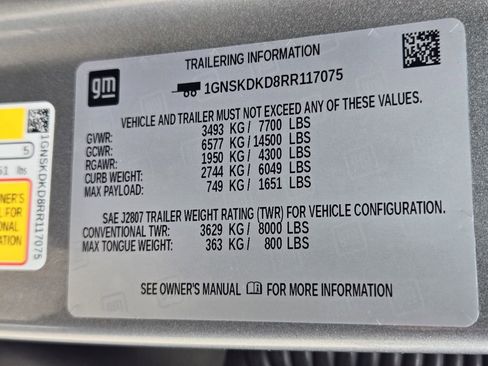 TRAILERING INFORMATION
gm
1GNSKDKD8RR117075
VEHICLE AND TRAILER MUST NOT EXCEED ANY OF THESE VALUES.
GVWR: 3493 KG / 7700 LBS
GCWR: 6577 KG / 14500 LBS
RGAWR: 1950 KG / 4300 LBS
CURB WEIGHT: 2744 KG / 6049 LBS
MAX PAYLOAD: 749 KG / 1651 LBS
SAE J2807 TRAILER WEIGHT RATING (TWR) FOR VEHICLE CONFIGURATION.
CONVENTIONAL TWR: 3629 KG / 8000 LBS
MAX TONGUE WEIGHT: 363 KG / 800 LBS
SEE OWNER'S MANUAL FOR MORE INFORMATION
5
lbs
1GNSKDKD8RR117075